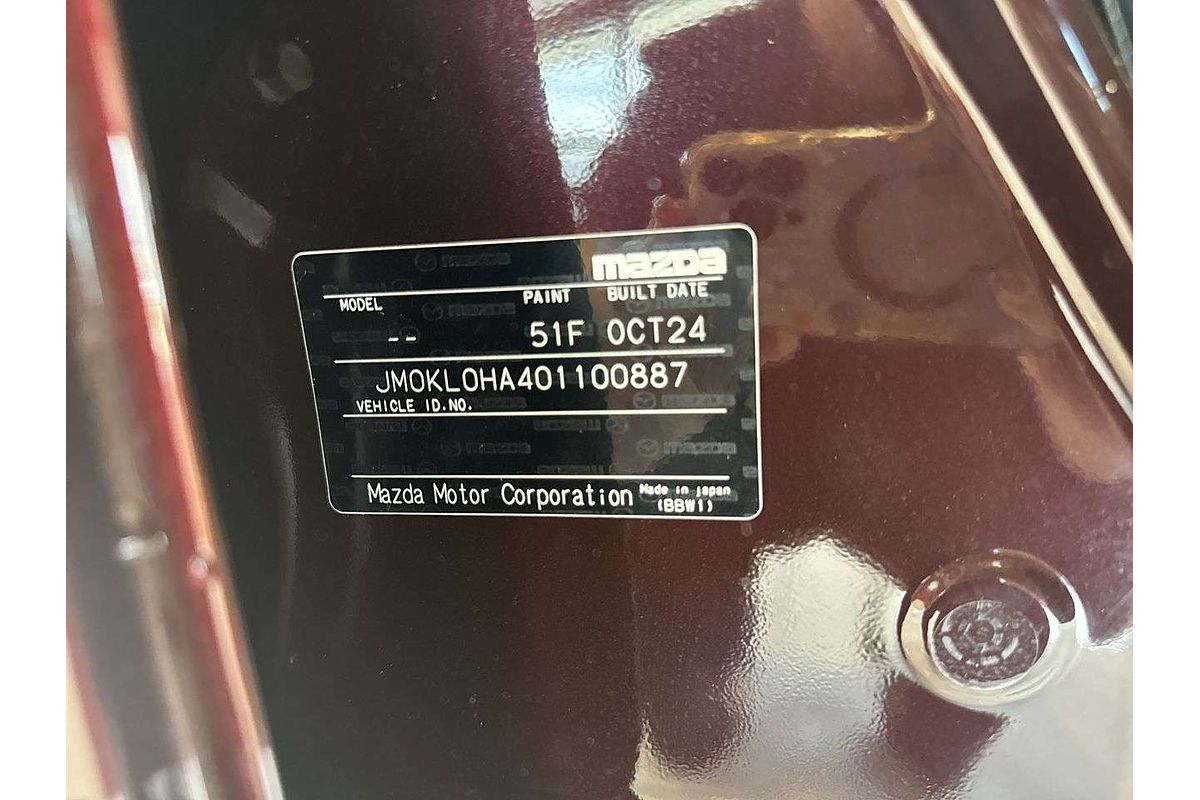 mazda
MODEL PAINT BUILT DATE
-- 51F OCT24
JM0KL0HA401100887
VEHICLE ID.NO.
Mazda Motor Corporation Made in japan
(BBW1)